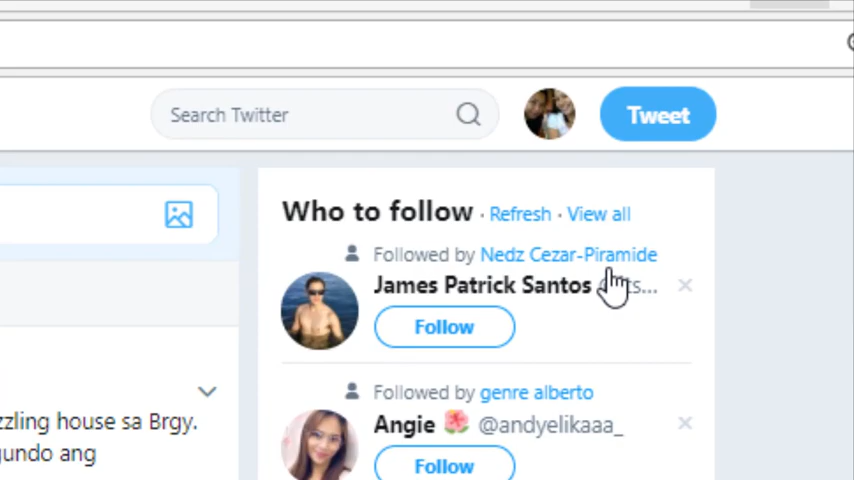 Search Twitter
Tweet
Who to follow · Refresh · View all
Followed by Nedz Cezar-Piramide
James Patrick Santos
Follow
Followed by genre alberto
Angie 🌺 @andyelikaaa_
Follow
zzling house sa Brgy.
gundo ang